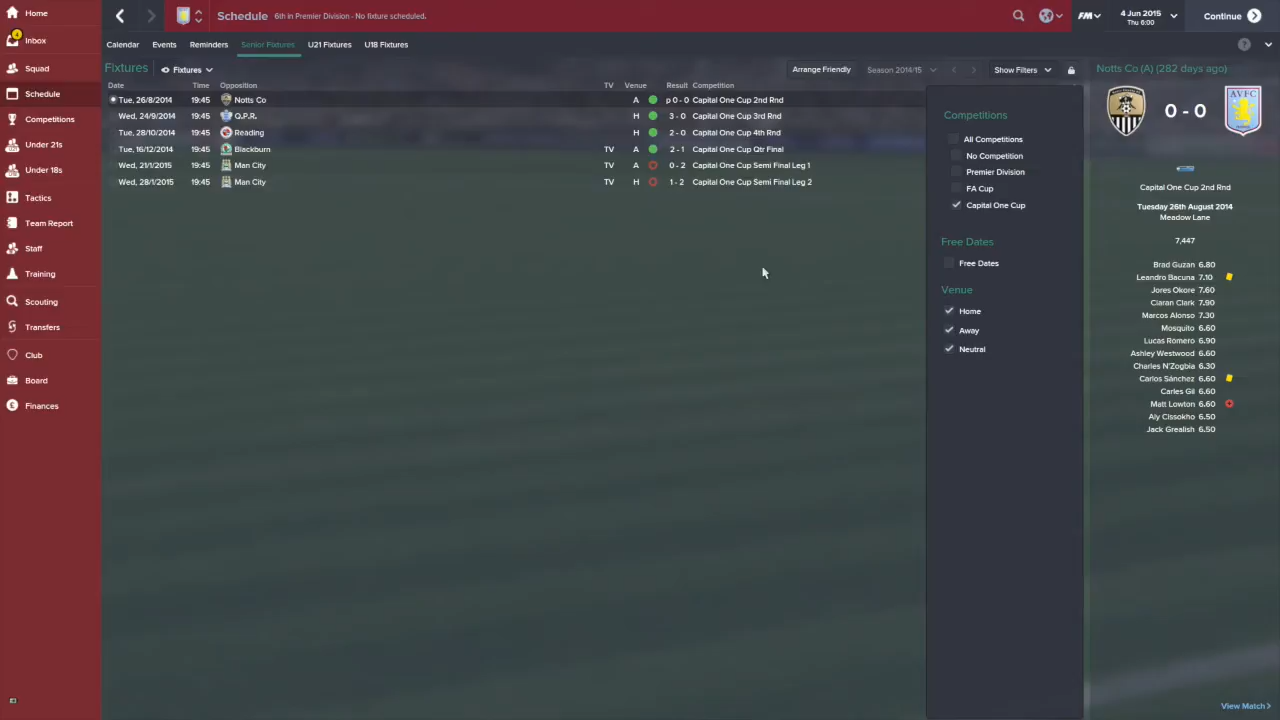 Home
Schedule 6th in Premier Division - No fixture scheduled.
FM
4 Jun 2015
Thu 6:00
Continue
4
Inbox
Calendar Events Reminders Senior Fixtures U21 Fixtures U18 Fixtures
?
Squad
Fixtures Fixtures Arrange Friendly Season 2014/15 Show Filters
Notts Co (A) (282 days ago)
Date Time Opposition TV Venue Result Competition
Tue, 26/8/2014 19:45 Notts Co A p 0 - 0 Capital One Cup 2nd Rnd
Wed, 24/9/2014 19:45 Q.P.R. H 3 - 0 Capital One Cup 3rd Rnd
Tue, 28/10/2014 19:45 Reading H 2 - 0 Capital One Cup 4th Rnd
Tue, 16/12/2014 19:45 Blackburn TV A 2 - 1 Capital One Cup Qtr Final
Wed, 21/1/2015 19:45 Man City TV A 0 - 2 Capital One Cup Semi Final Leg 1
Wed, 28/1/2015 19:45 Man City TV H 1 - 2 Capital One Cup Semi Final Leg 2
Schedule
Competitions
Under 21s
Under 18s
Tactics
Team Report
Staff
Training
Scouting
Transfers
Club
Board
Finances
Competitions
All Competitions
No Competition
Premier Division
FA Cup
Capital One Cup
Free Dates
Free Dates
Venue
Home
Away
Neutral
AVFC
0 - 0
Capital One Cup 2nd Rnd
Tuesday 26th August 2014
Meadow Lane
7,447
Brad Guzan 6.80
Leandro Bacuna 7.10
Jores Okore 7.60
Ciaran Clark 7.90
Marcos Alonso 7.30
Mosquito 6.60
Lucas Romero 6.90
Ashley Westwood 6.60
Charles N'Zogbia 6.30
Carlos Sánchez 6.60
Carles Gil 6.60
Matt Lowton 6.60
Aly Cissokho 6.50
Jack Grealish 6.50
View Match